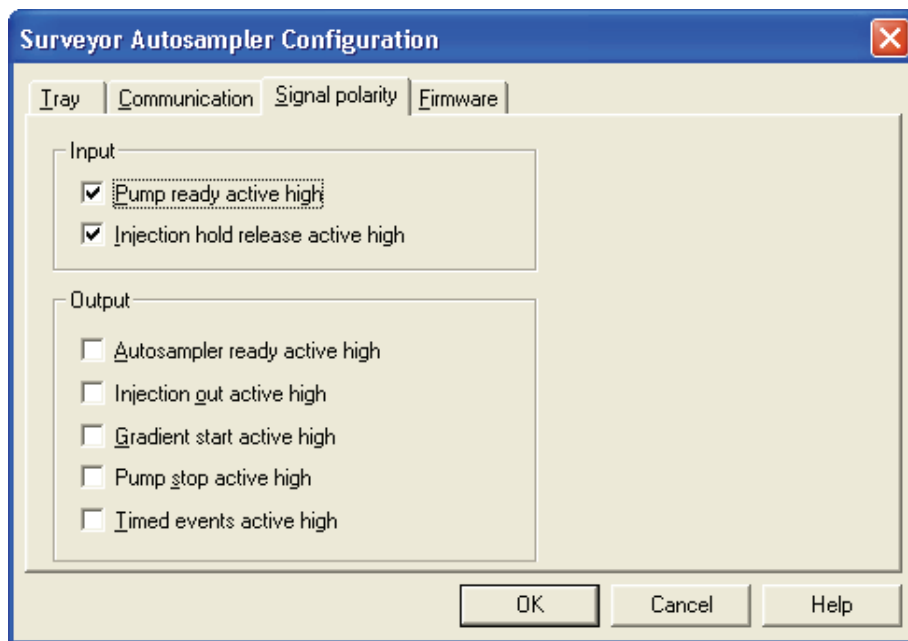 Surveyor Autosampler Configuration
Tray Communication Signal polarity Firmware
Input
Pump ready active high
Injection hold release active high
Output
Autosampler ready active high
Injection out active high
Gradient start active high
Pump stop active high
Timed events active high
OK Cancel Help